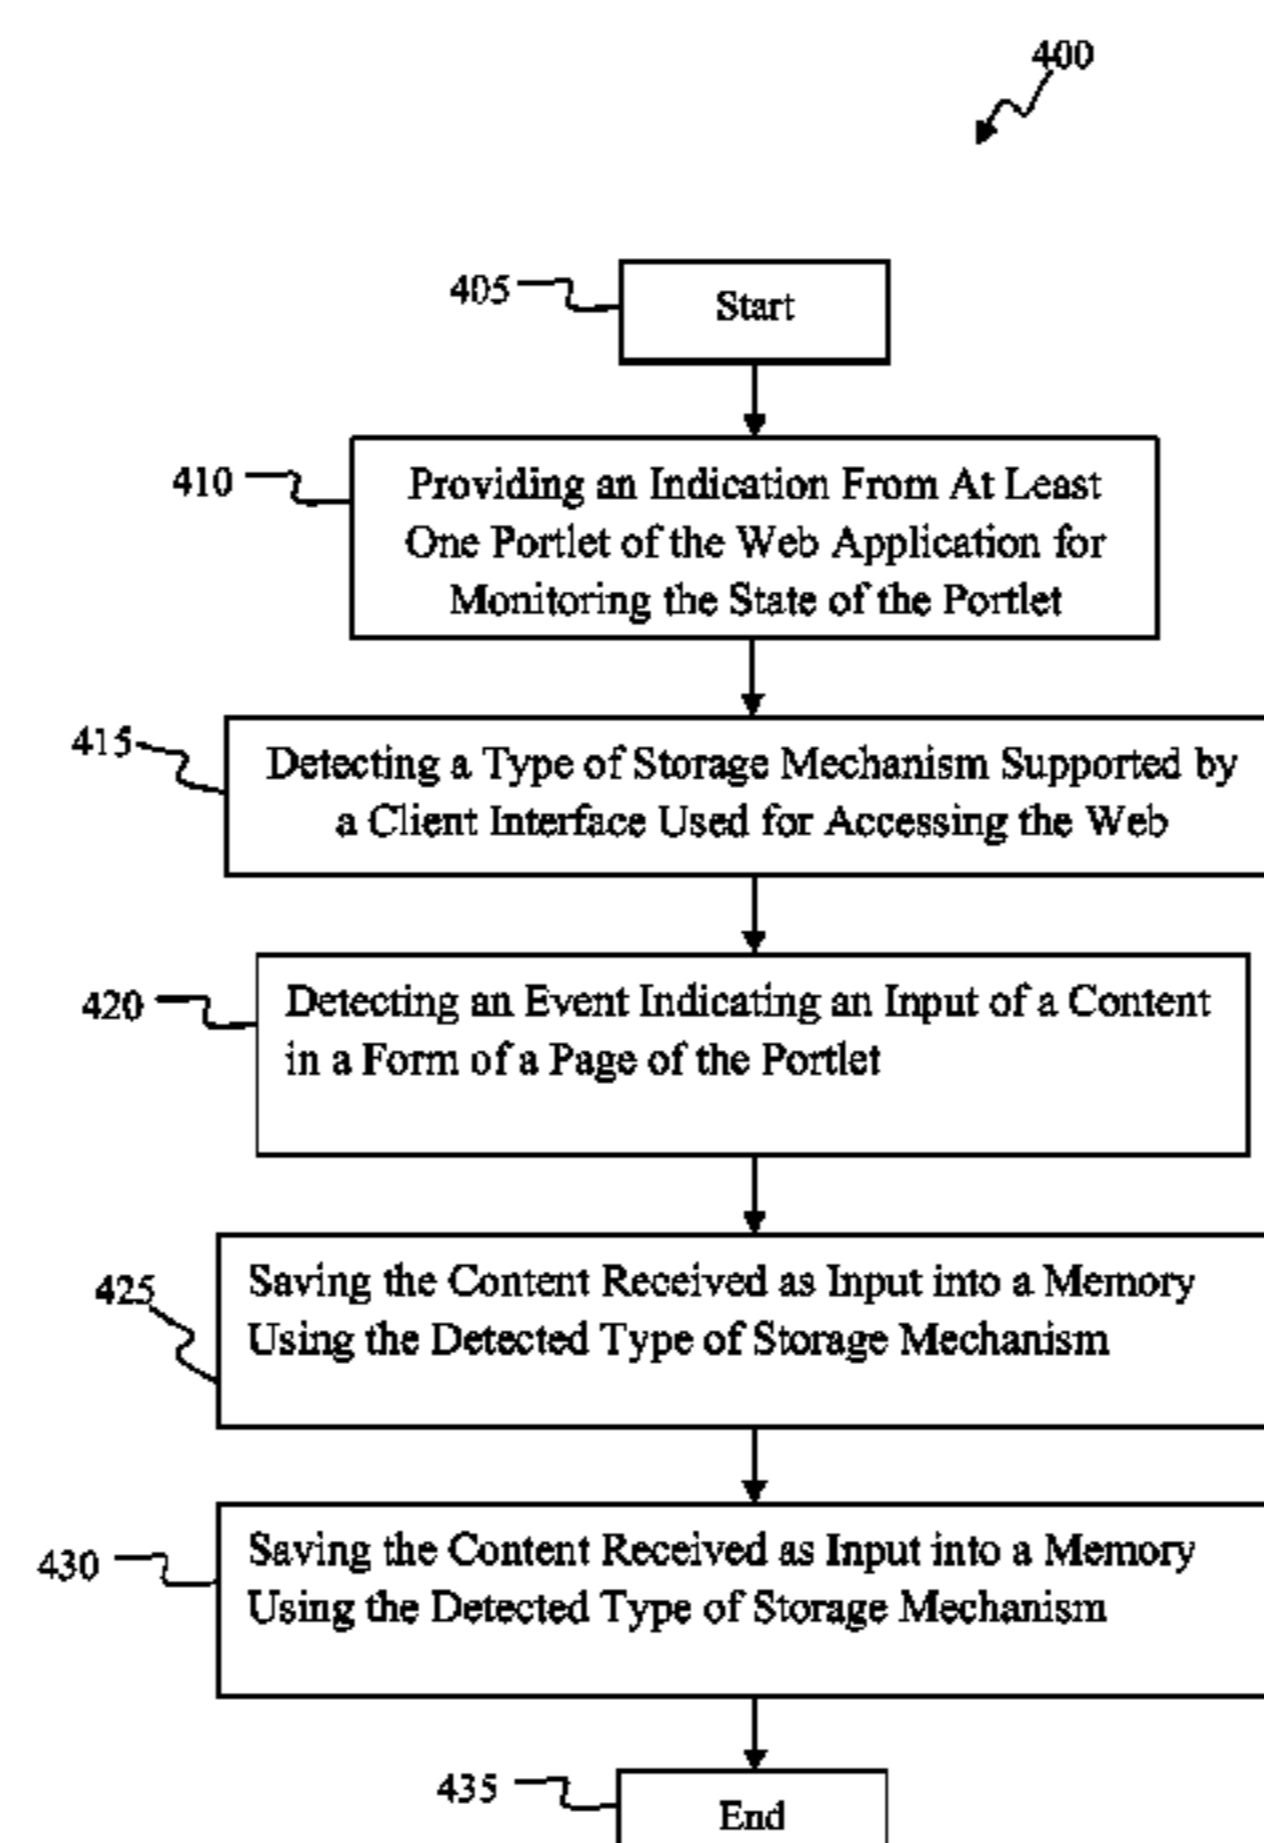 400
405
Start
410
Providing an Indication From At Least
One Portlet of the Web Application for
Monitoring the State of the Portlet
415
Detecting a Type of Storage Mechanism Supported by
a Client Interface Used for Accessing the Web
420
Detecting an Event Indicating an Input of a Content
in a Form of a Page of the Portlet
425
Saving the Content Received as Input into a Memory
Using the Detected Type of Storage Mechanism
430
Saving the Content Received as Input into a Memory
Using the Detected Type of Storage Mechanism
435
End